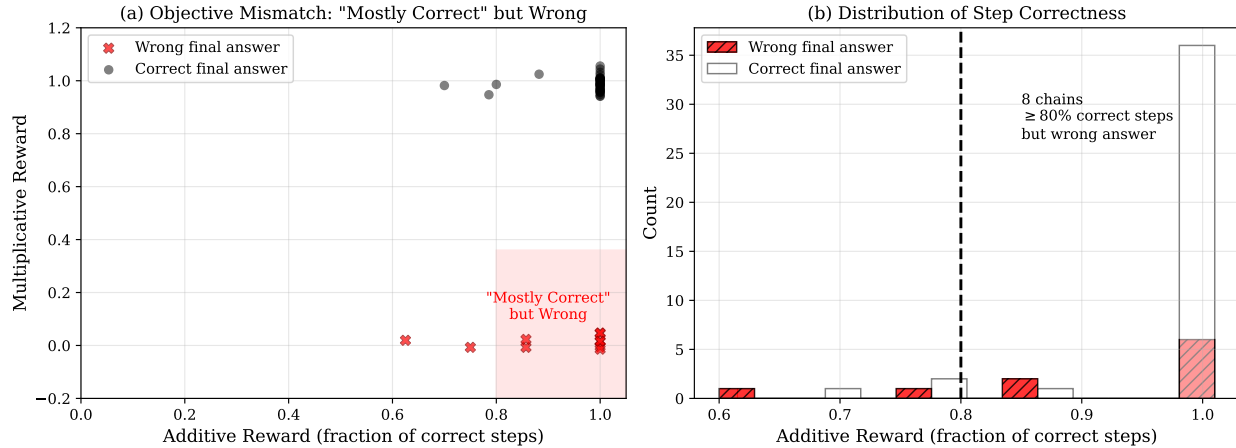 (a) Objective Mismatch: "Mostly Correct" but Wrong
Multiplicative Reward
1.2
1.0
0.8
0.6
0.4
0.2
0.0
−0.2
Wrong final answer
Correct final answer
"Mostly Correct"
but Wrong
0.0 0.2 0.4 0.6 0.8 1.0
Additive Reward (fraction of correct steps)
(b) Distribution of Step Correctness
Count
35
30
25
20
15
10
5
0
Wrong final answer
Correct final answer
8 chains
≥80% correct steps
but wrong answer
0.6 0.7 0.8 0.9 1.0
Additive Reward (fraction of correct steps)